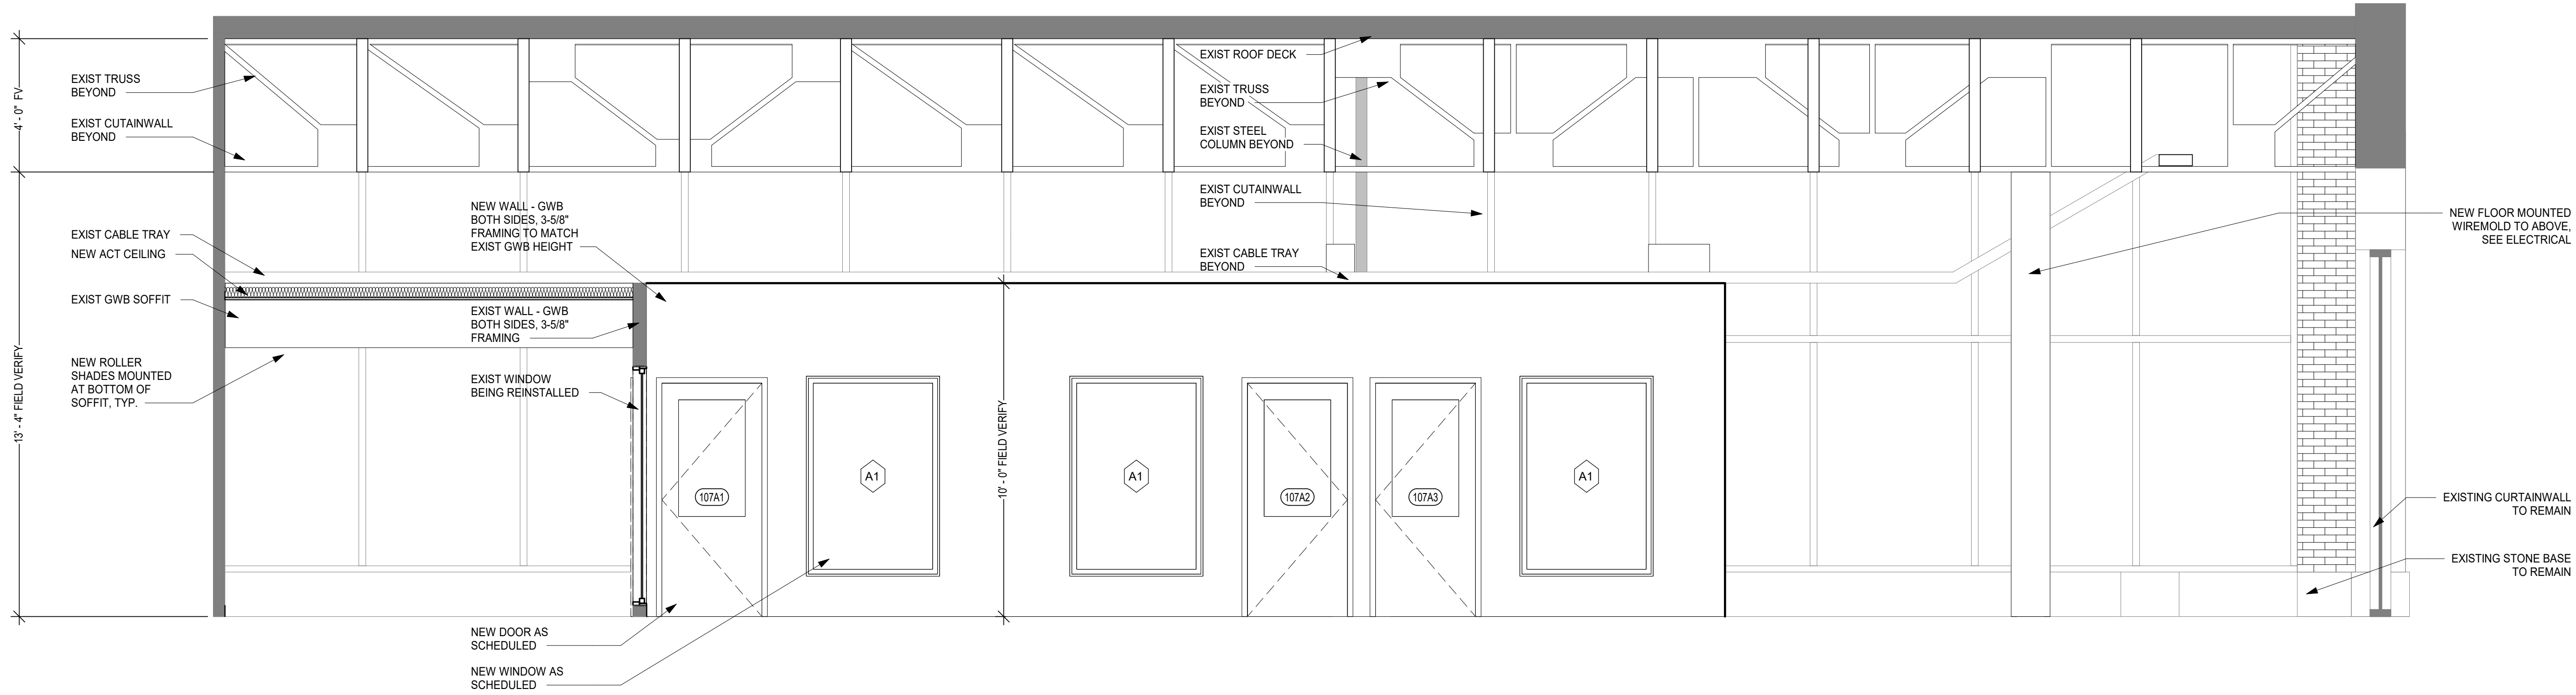 4' - 0" FV
13' - 4" FIELD VERIFY
EXIST TRUSS
BEYOND
EXIST CUTAINWALL
BEYOND
EXIST CABLE TRAY
NEW ACT CEILING
EXIST GWB SOFFIT
NEW ROLLER
SHADES MOUNTED
AT BOTTOM OF
SOFFIT, TYP.
NEW WALL - GWB
BOTH SIDES, 3-5/8"
FRAMING TO MATCH
EXIST GWB HEIGHT
EXIST WALL - GWB
BOTH SIDES, 3-5/8"
FRAMING
EXIST WINDOW
BEING REINSTALLED
NEW DOOR AS
SCHEDULED
NEW WINDOW AS
SCHEDULED
107A1
A1
10' - 0" FIELD VERIFY
A1
107A2
107A3
A1
EXIST ROOF DECK
EXIST TRUSS
BEYOND
EXIST STEEL
COLUMN BEYOND
EXIST CUTAINWALL
BEYOND
EXIST CABLE TRAY
BEYOND
NEW FLOOR MOUNTED
WIREMOLD TO ABOVE,
SEE ELECTRICAL
EXISTING CURTAINWALL
TO REMAIN
EXISTING STONE BASE
TO REMAIN